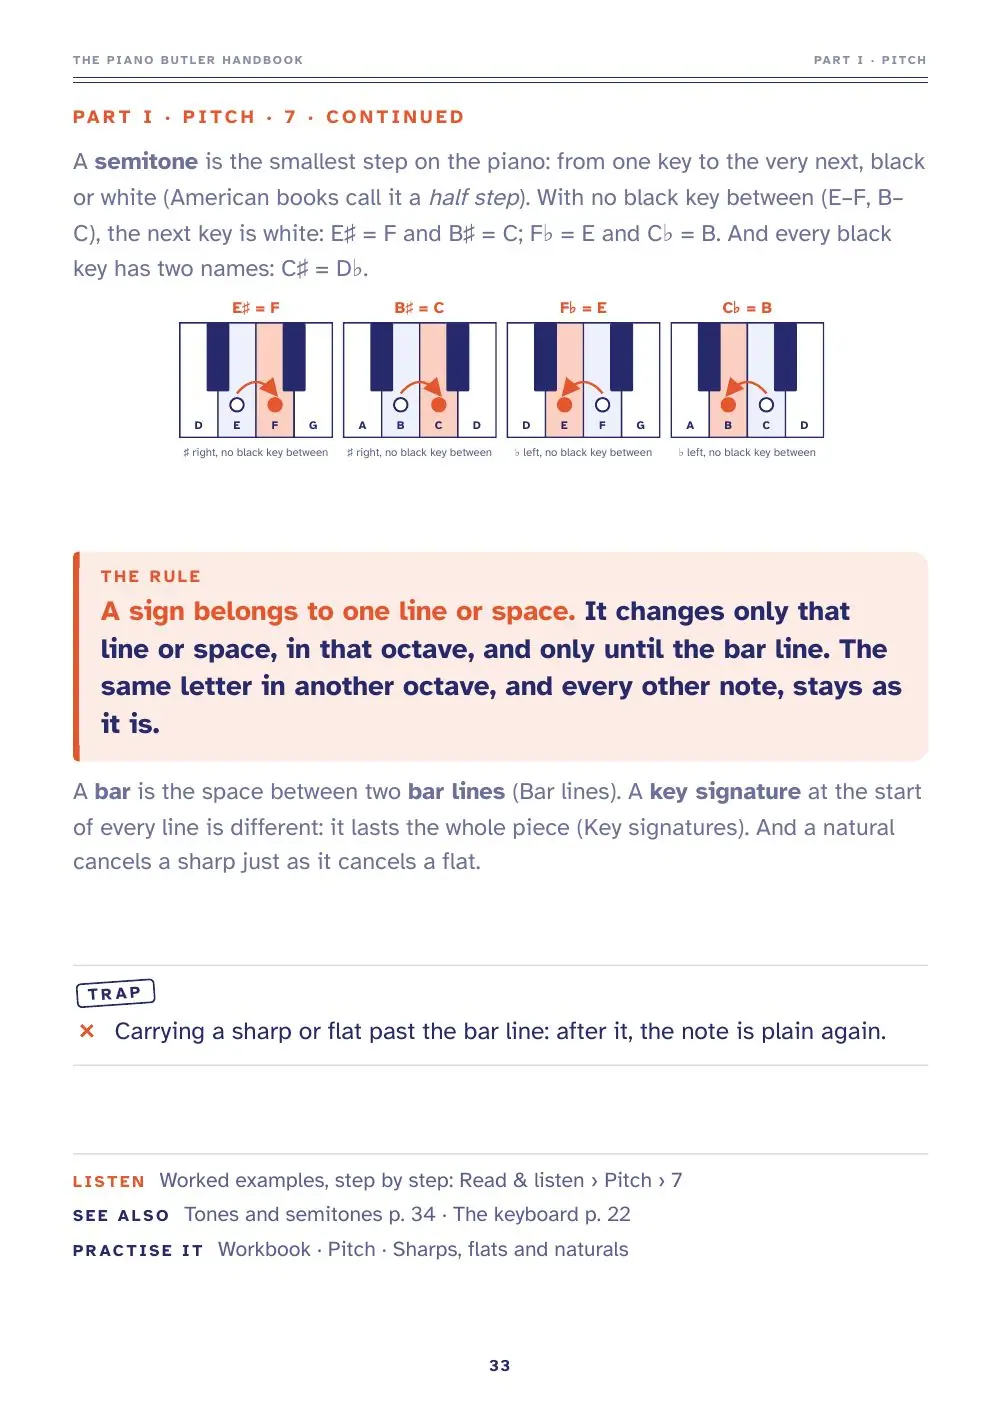 THE PIANO BUTLER HANDBOOK
PART I · PITCH
PART I · PITCH · 7 · CONTINUED
A semitone is the smallest step on the piano: from one key to the very next, black
or white (American books call it a half step). With no black key between (E–F, B–
C), the next key is white: E♯ = F and B♯ = C; F♭ = E and C♭ = B. And every black
key has two names: C♯ = D♭.
E♯ = F B♯ = C F♭ = E C♭ = B
D E F G A B C D D E F G A B C D
♯ right, no black key between ♯ right, no black key between ♭ left, no black key between ♭ left, no black key between
THE RULE
A sign belongs to one line or space. It changes only that
line or space, in that octave, and only until the bar line. The
same letter in another octave, and every other note, stays as
it is.
A bar is the space between two bar lines (Bar lines). A key signature at the start
of every line is different: it lasts the whole piece (Key signatures). And a natural
cancels a sharp just as it cancels a flat.
TRAP
× Carrying a sharp or flat past the bar line: after it, the note is plain again.
LISTEN Worked examples, step by step: Read & listen › Pitch › 7
SEE ALSO Tones and semitones p. 34 · The keyboard p. 22
PRACTISE IT Workbook · Pitch · Sharps, flats and naturals
33